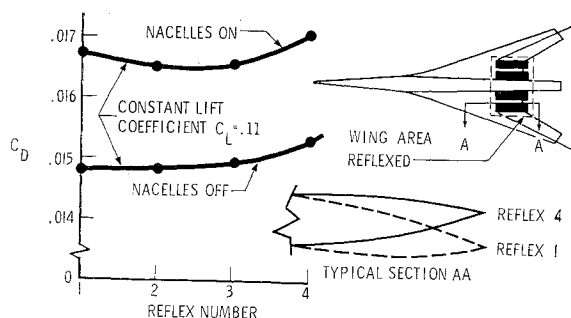 .017
.016
.015
.014
0
C_D
NACELLES ON
CONSTANT LIFT
COEFFICIENT C_L = .11
NACELLES OFF
1 2 3 4
REFLEX NUMBER
WING AREA
REFLEXED
A A
REFLEX 4
REFLEX 1
TYPICAL SECTION AA